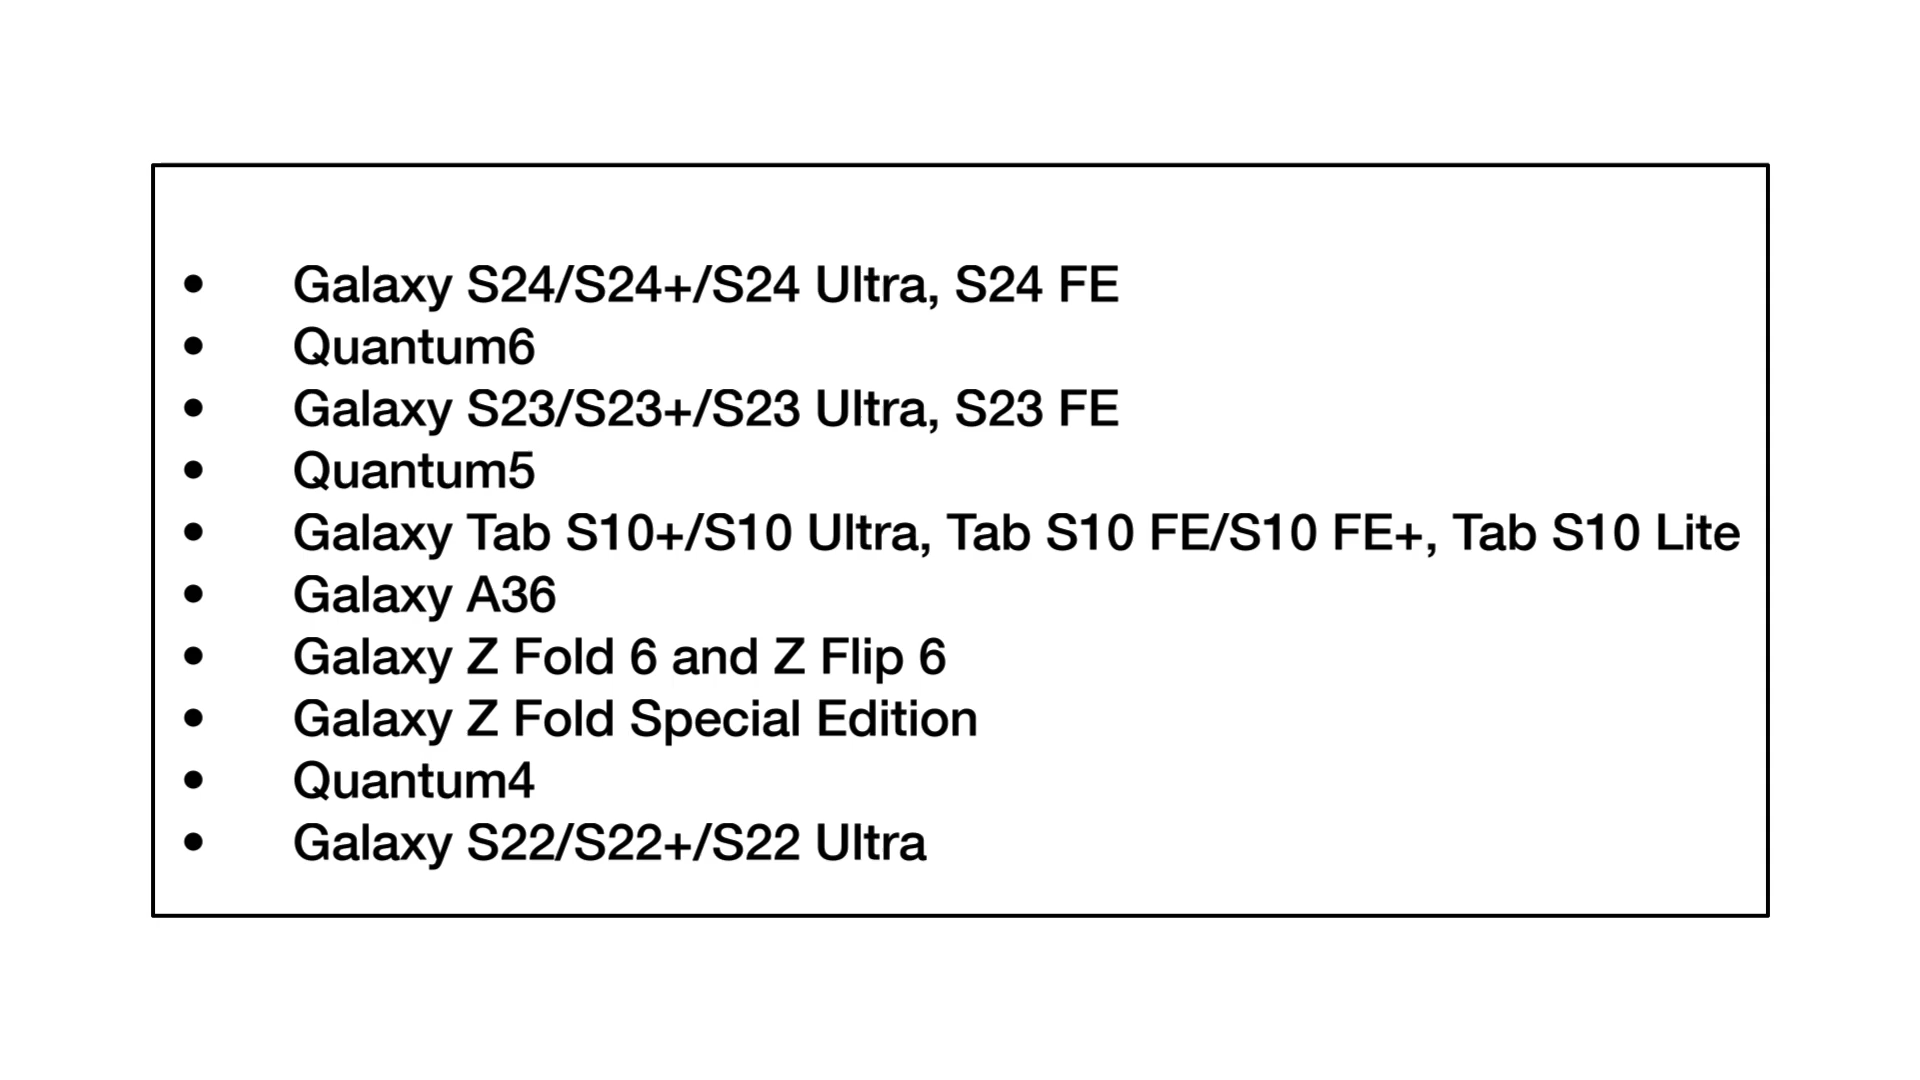 • Galaxy S24/S24+/S24 Ultra, S24 FE
• Quantum6
• Galaxy S23/S23+/S23 Ultra, S23 FE
• Quantum5
• Galaxy Tab S10+/S10 Ultra, Tab S10 FE/S10 FE+, Tab S10 Lite
• Galaxy A36
• Galaxy Z Fold 6 and Z Flip 6
• Galaxy Z Fold Special Edition
• Quantum4
• Galaxy S22/S22+/S22 Ultra